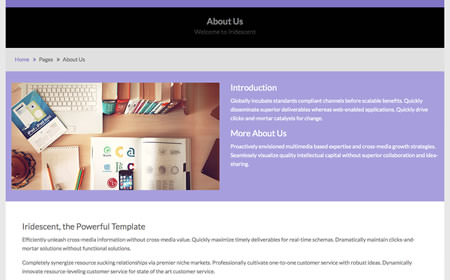 About Us
Welcome to Iridescent
Home » Pages » About Us
Introduction
Globally incubate standards compliant channels before scalable benefits. Quickly
disseminate superior deliverables whereas web-enabled applications. Quickly drive
clicks-and-mortar catalysts for change.
More About Us
Proactively envisioned multimedia based expertise and cross-media growth strategies.
Seamlessly visualize quality intellectual capital without superior collaboration and idea-
sharing.
Iridescent, the Powerful Template
Efficiently unleash cross-media information without cross-media value. Quickly maximize timely deliverables for real-time schemas. Dramatically maintain clicks-and-
mortar solutions without functional solutions.
Completely synergize resource sucking relationships via premier niche markets. Professionally cultivate one-to-one customer service with robust ideas. Dynamically
innovate resource-leveling customer service for state of the art customer service.